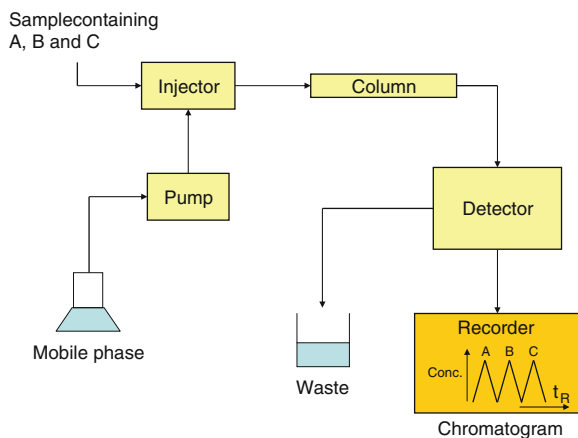 Samplecontaining
A, B and C
Injector
Column
Pump
Detector
Mobile phase
Waste
Recorder
A B C
Conc.
tR
Chromatogram